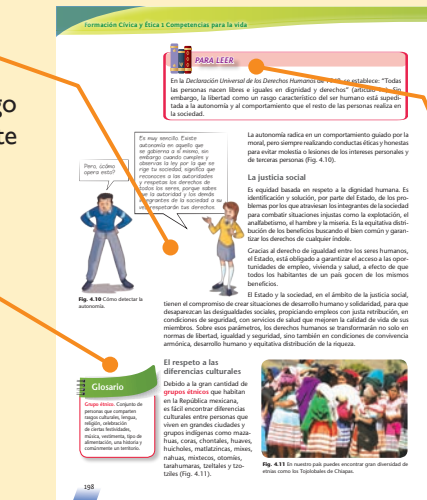 Formación Cívica y Ética 1 Competencias para la vida
go
te
PARA LEER
En la Declaración Universal de los Derechos Humanos de se establece: "Todas
las personas nacen libres e iguales en dignidad y derechos" Sin
embargo, la libertad como un rasgo característico del ser humano está supedi-
tada a la autonomía y al comportamiento que el resto de las personas realiza en
la sociedad.
Pero, ¿cómo
opera esto?
Es muy sencillo. Existe
autonomía en aquello que
se gobierna a sí mismo, sin
embargo cuando cumples y
observas la ley por la que se
rige tu sociedad, significa que
reconoces a las autoridades
y respetas los derechos de
todos los seres, porque sabes
que la autoridad y los demás
integrantes de la sociedad a su
vez respetarán tus derechos.
Fig. 4.10 Cómo detectar la
autonomía.
La autonomía radica en un comportamiento guiado por la
moral, pero siempre realizando conductas éticas y honestas
para evitar molestia o lesiones de los intereses personales y
de terceras personas (Fig. 4.10).
La justicia social
Es equidad basada en respeto a la dignidad humana. Es
identificación y solución, por parte del Estado, de los pro-
blemas por los que atraviesan los integrantes de la sociedad
para combatir situaciones injustas como la explotación, el
analfabetismo, el hambre y la miseria. Es la equitativa distri-
bución de los beneficios buscando el bien común y garan-
tizar los derechos de cualquier índole.
Gracias al derecho de igualdad entre los seres humanos,
el Estado, está obligado a garantizar el acceso a las opor-
tunidades de empleo, vivienda y salud, a efecto de que
todos los habitantes de un país gocen de los mismos
beneficios.
El Estado y la sociedad, en el ámbito de la justicia social,
tienen el compromiso de crear situaciones de desarrollo humano y solidaridad, para que
desaparezcan las desigualdades sociales, propiciando empleos con justa retribución, en
condiciones de seguridad, con servicios de salud que mejoren la calidad de vida de sus
miembros. Sobre esos parámetros, los derechos humanos se transformarán no solo en
normas de libertad, igualdad y seguridad, sino también en condiciones de convivencia
armónica, desarrollo humano y equitativa distribución de la riqueza.
Glosario
Grupo étnico. Conjunto de
personas que comparten
rasgos culturales, lengua,
religión, celebración
de ciertas festividades,
música, vestimenta, tipo de
alimentación, una historia y
comúnmente un territorio.
El respeto a las
diferencias culturales
Debido a la gran cantidad de
grupos étnicos que habitan
en la República mexicana,
es fácil encontrar diferencias
culturales entre personas que
viven en grandes ciudades y
grupos indígenas como maza-
huas, coras, chontales, huaves,
huicholes, matlatzincas, mixes,
nahuas, mixtecos, otomíes,
tarahumaras, tzeltales y tzo-
tziles (Fig. 4.11).
Fig. 4.11 En nuestro país puedes encontrar gran diversidad de
etnias como los Tojolobales de Chiapas.
198